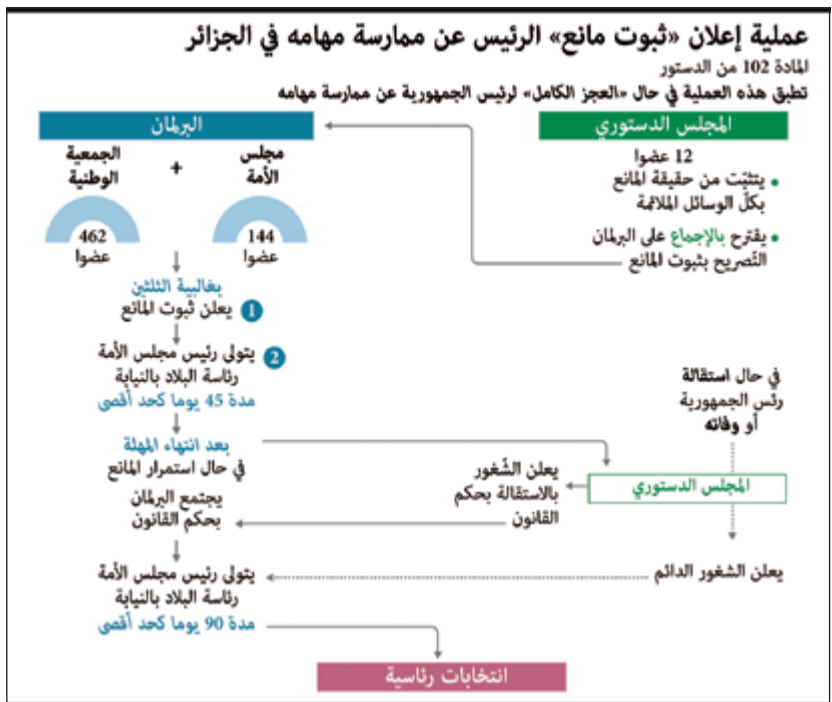 عملية إعلان «ثبوت مانع» الرئيس عن ممارسة مهامه في الجزائر
المادة 102 من الدستور
تطبق هذه العملية في حال «العجز الكامل» لرئيس الجمهورية عن ممارسة مهامه
المجلس الدستوري
12 عضوا
• يتثبّت من حقيقة المانع
بكلّ الوسائل الملائمة
• يقترح بالإجماع على البرلمان
التّصريح بثبوت المانع
البرلمان
مجلس
الأمة
+
الجمعية
الوطنية
144
عضوا
462
عضوا
بغالبية الثلثين
1 يعلن ثبوت المانع
2 يتولى رئيس مجلس الأمة
رئاسة البلاد بالنيابة
مدة 45 يوما كحد أقصى
بعد انتهاء المهلة
في حال استمرار المانع
في حال استقالة
رئس الجمهورية
أو وفاته
المجلس الدستوري
يعلن الشّغور
بالاستقالة بحكم
القانون
يجتمع البرلمان
بحكم القانون
يعلن الشغور الدائم
يتولى رئيس مجلس الأمة
رئاسة البلاد بالنيابة
مدة 90 يوما كحد أقصى
انتخابات رئاسية